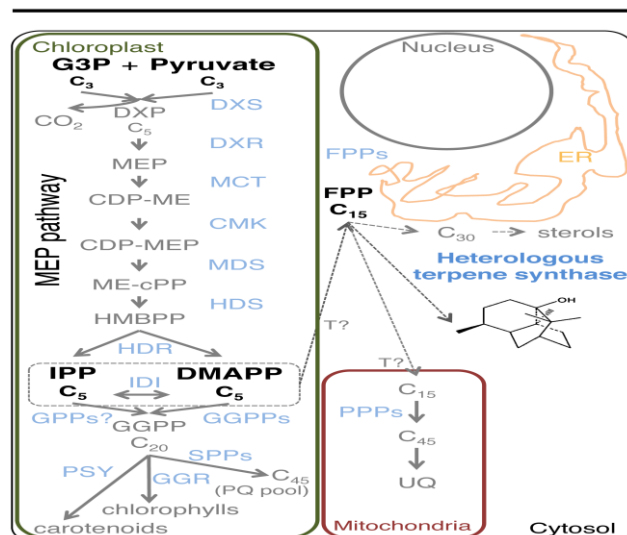 Chloroplast
G3P + Pyruvate
C3 C3
DXS
CO2
DXP
C5
DXR
MEP
MCT
CDP-ME
CMK
CDP-MEP
MDS
ME-cPP
HDS
HMBPP
MEP pathway
HDR
IPP DMAPP
IDI
C5 C5
GPPs? GGPPs
GGPP
C20
PSY SPPs
GGR
C45
(PQ pool)
chlorophylls
carotenoids
Nucleus
ER
FPPs
FPP
C15
C30 sterols
Heterologous
terpene synthase
OH
T?
T?
C15
PPPs
C45
UQ
Mitochondria
Cytosol